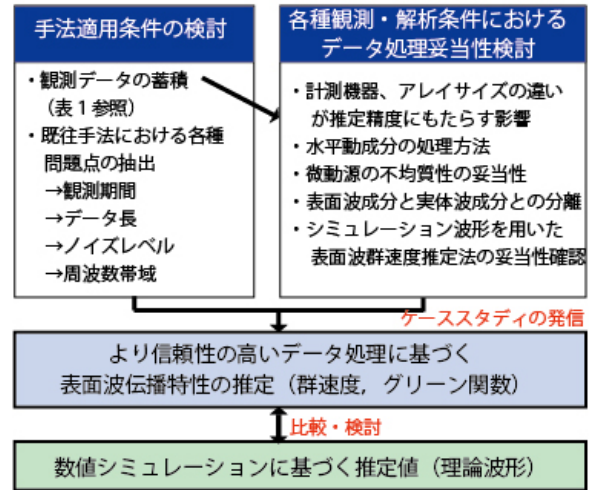 手法適用条件の検討
・観測データの蓄積
（表1参照）
・既往手法における各種
問題点の抽出
→観測期間
→データ長
→ノイズレベル
→周波数帯域
各種観測・解析条件における
データ処理妥当性検討
・計測機器、アレイサイズの違い
が推定精度にもたらす影響
・水平動成分の処理方法
・微動源の不均質性の妥当性
・表面波成分と実体波成分との分離
・シミュレーション波形を用いた
表面波群速度推定法の妥当性確認
ケーススタディの発信
より信頼性の高いデータ処理に基づく
表面波伝播特性の推定（群速度，グリーン関数）
比較・検討
数値シミュレーションに基づく推定値（理論波形）